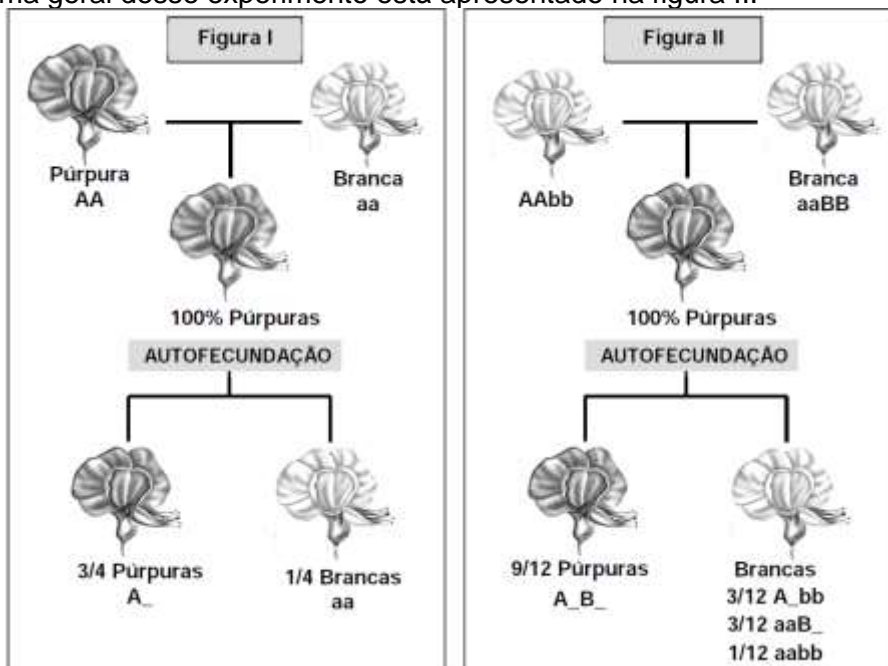 ma geral desse experimento está apresentado na figura II.
Figura I
Púrpura
AA
Branca
aa
100% Púrpuras
AUTOFECUNDAÇÃO
3/4 Púrpuras
A_
1/4 Brancas
aa
Figura II
AAbb
Branca
aaBB
100% Púrpuras
AUTOFECUNDAÇÃO
9/12 Púrpuras
A_B_
Brancas
3/12 A_bb
3/12 aaB_
1/12 aabb